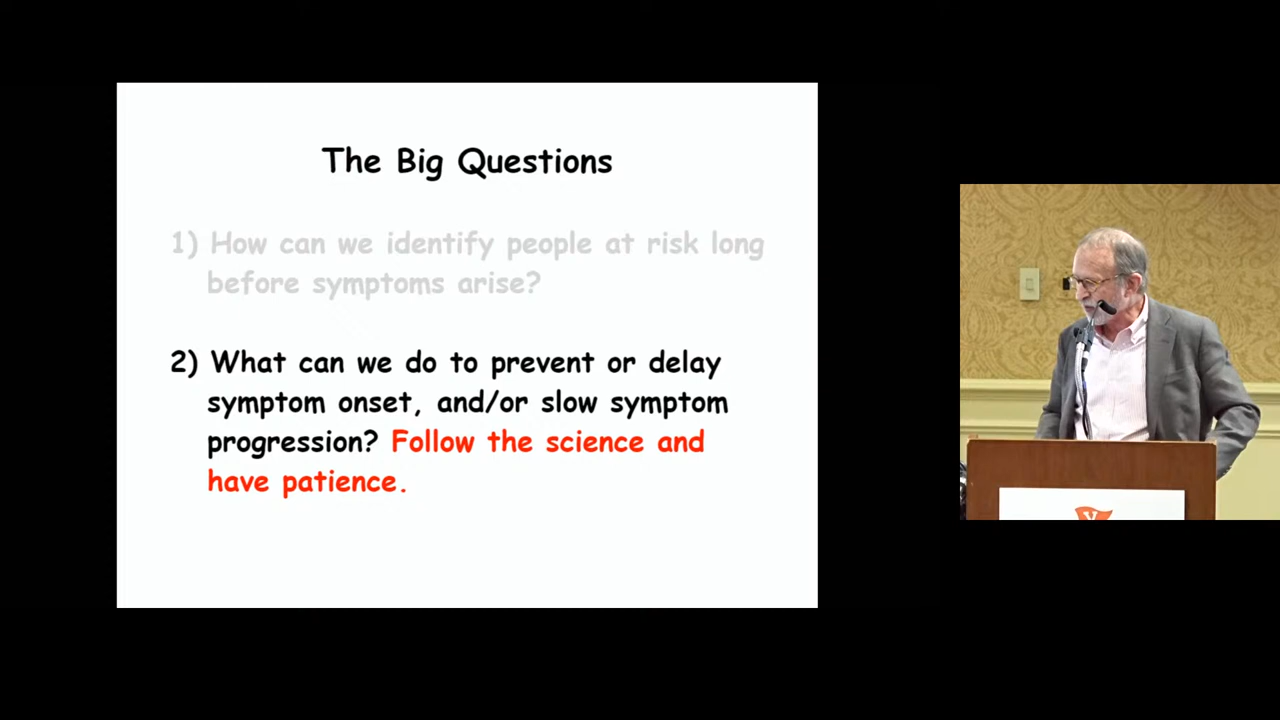 The Big Questions
1) How can we identify people at risk long
before symptoms arise?
2) What can we do to prevent or delay
symptom onset, and/or slow symptom
progression? Follow the science and
have patience.
Y